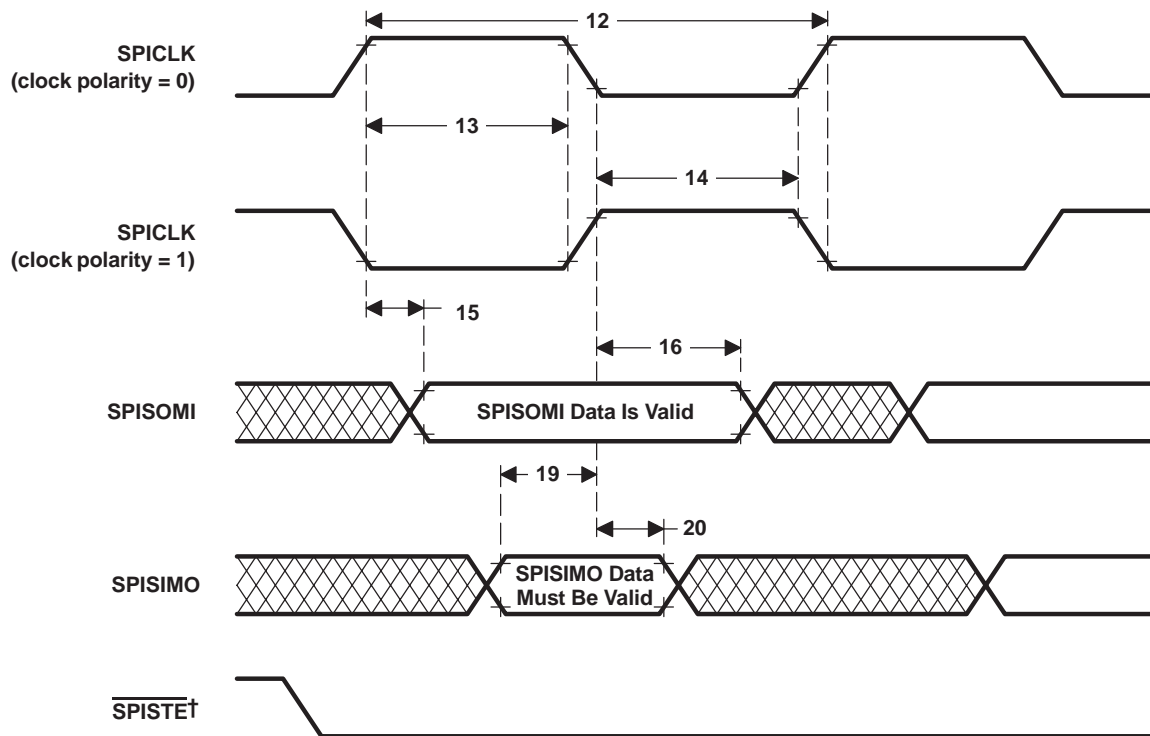 12
SPICLK
(clock polarity = 0)
13
14
SPICLK
(clock polarity = 1)
15
16
SPISOMI
SPISOMI Data Is Valid
19
20
SPISIMO
SPISIMO Data
Must Be Valid
SPISTE†